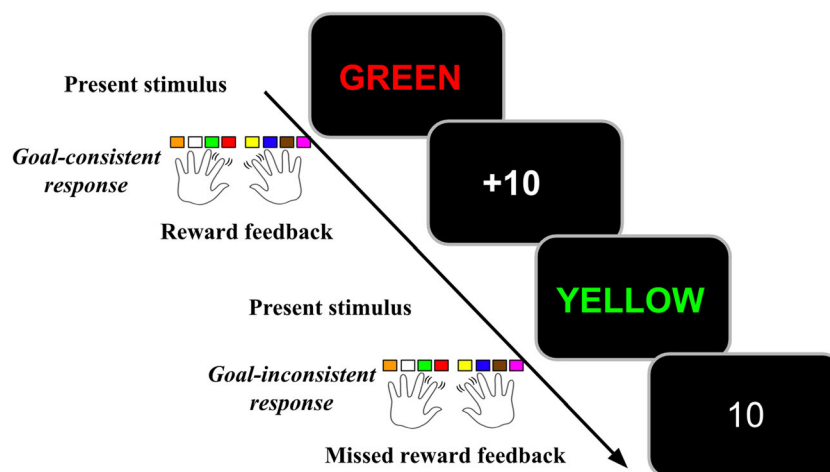 GREEN
Present stimulus
Goal-consistent
response
+10
Reward feedback
Present stimulus
YELLOW
Goal-inconsistent
response
10
Missed reward feedback